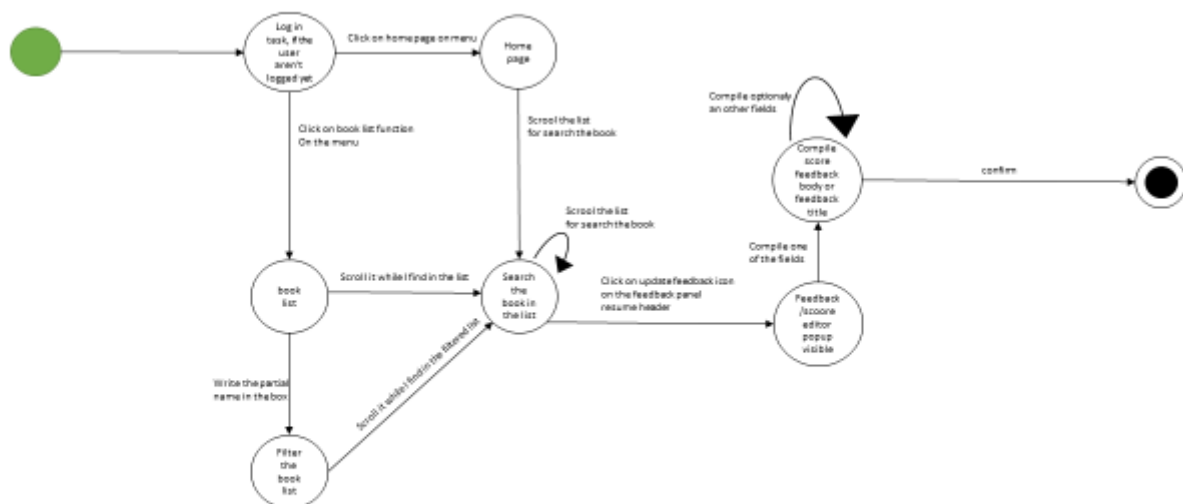 Log in
task, if the
user
aren't
logged yet
Click on home page on menu
Home
page
Click on book list function
On the menu
Scrool the list
for search the book
Compile optionaly
an other fields
Compile
score
feedback
body or
feedback
title
confirm
Scrool the list
for search the book
Compile one
of the fields
book
list
Scroll it while I find in the list
Search
the
book in
the list
Click on update feedback icon
on the feedback panel
resume header
Feedback
/scoore
editor
popup
visible
Write the partial
name in the box
Scroll it while I find in the filtered list
Filter
the
book
list